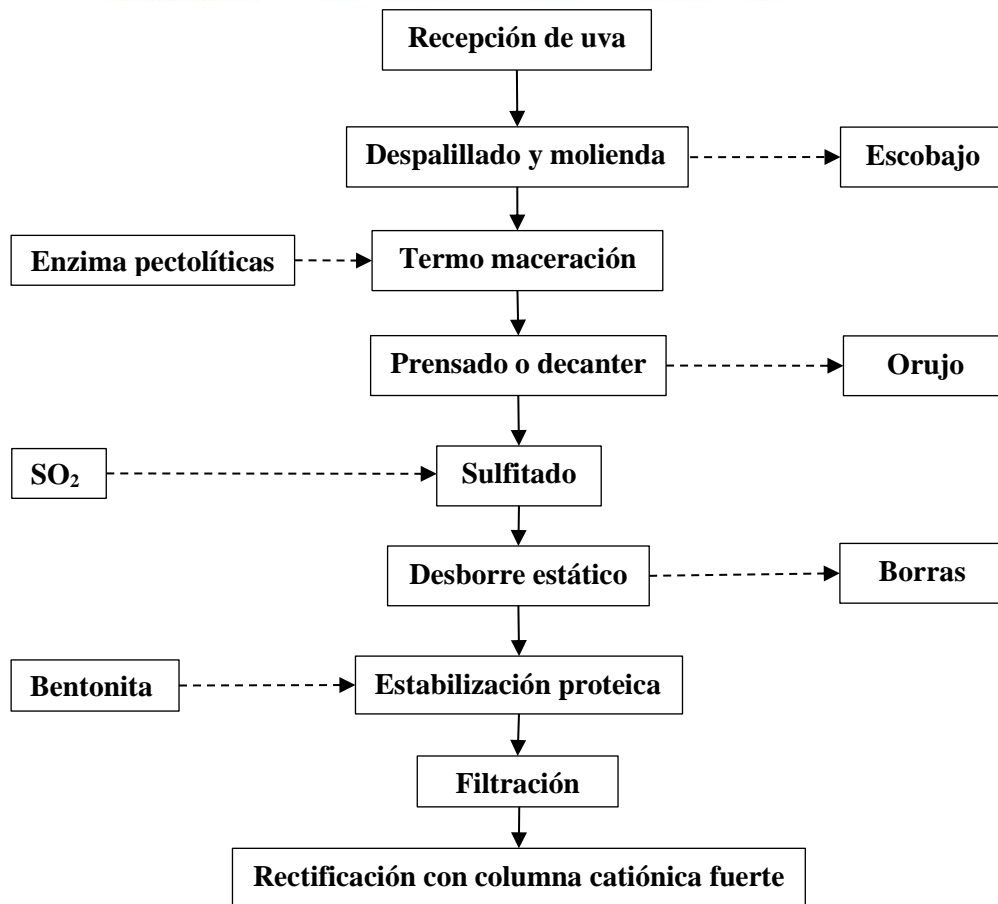 Recepción de uva
Despalillado y molienda
Escobajo
Enzima pectolíticas
Termo maceración
Prensado o decanter
Orujo
SO₂
Sulfitado
Desborre estático
Borras
Bentonita
Estabilización proteica
Filtración
Rectificación con columna catiónica fuerte